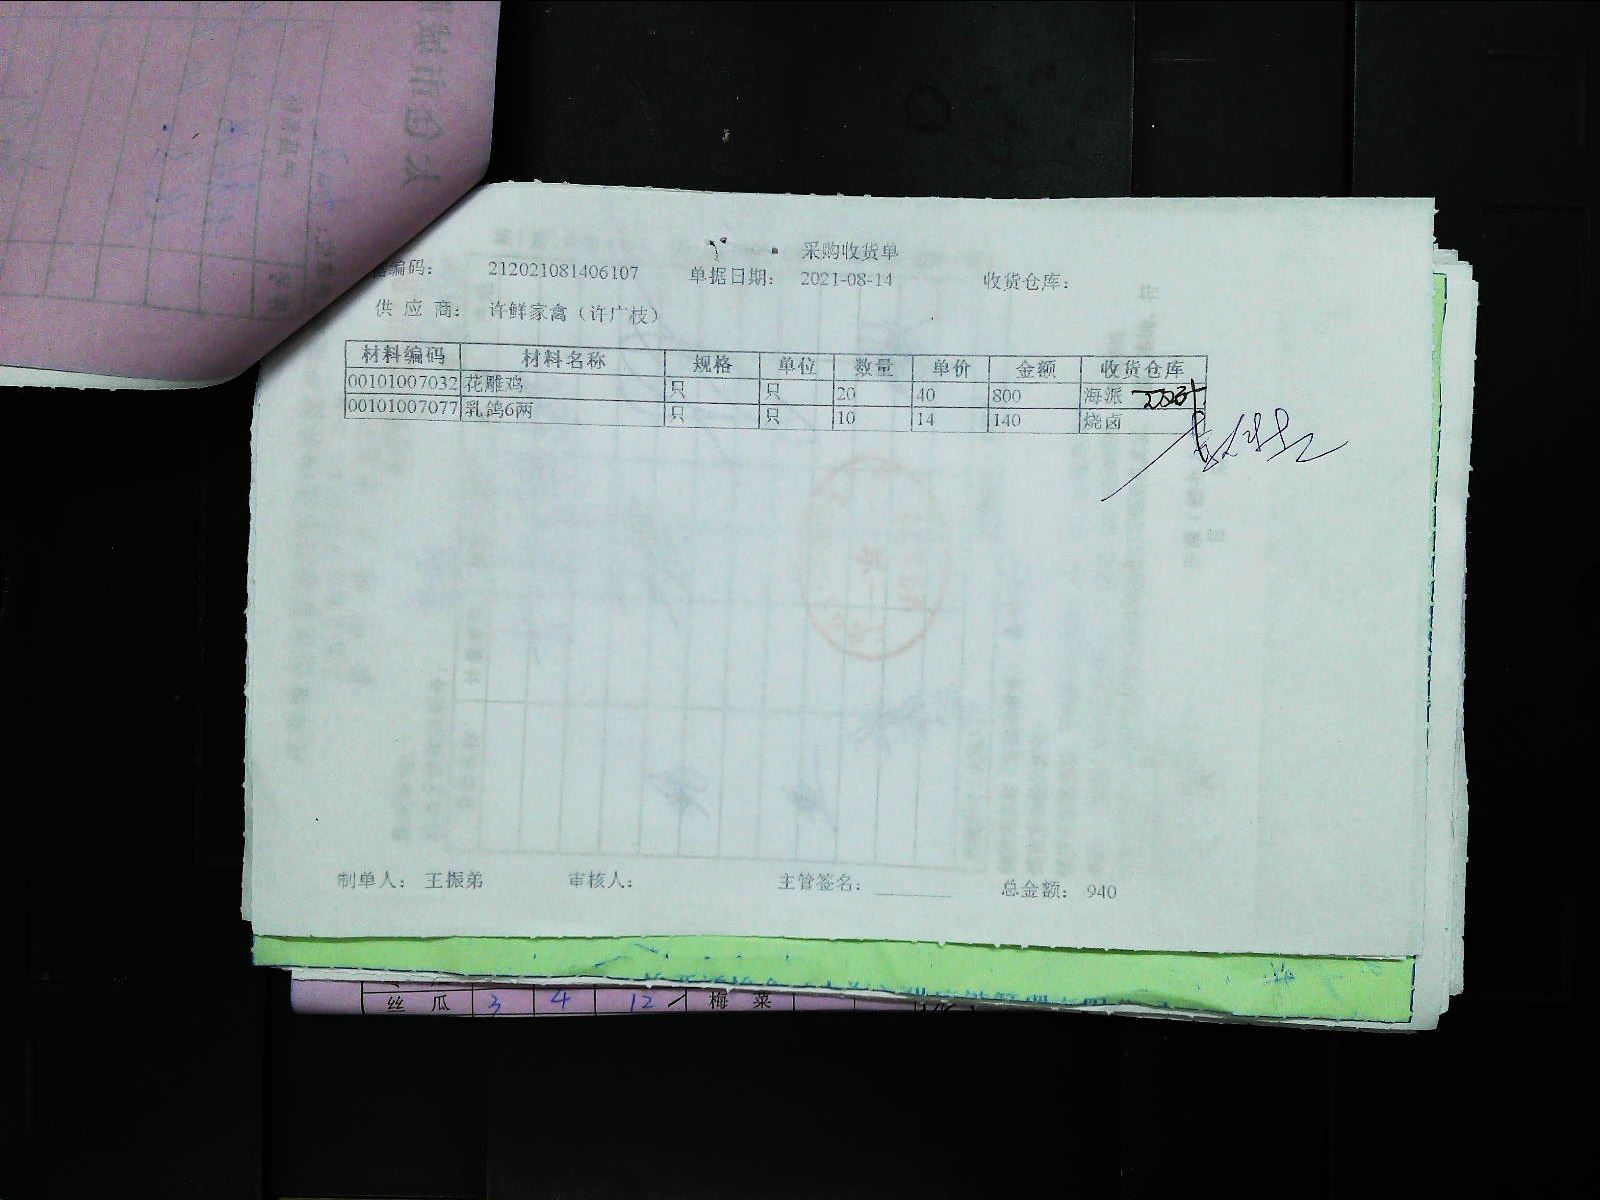 采购收货单
编码： 212021081406107 单据日期： 2021-08-14 收货仓库：
供 应 商： 许鲜家禽（许广枝）
材料编码 材料名称 规格 单位 数量 单价 金额 收货仓库
00101007032 花雕鸡 只 只 20 40 800 海派
00101007077 乳鸽6两 只 只 10 14 140 烧卤
制单人： 王振弟 审核人： 主管签名： 总金额： 940
丝 瓜 3 4 12 梅 菜